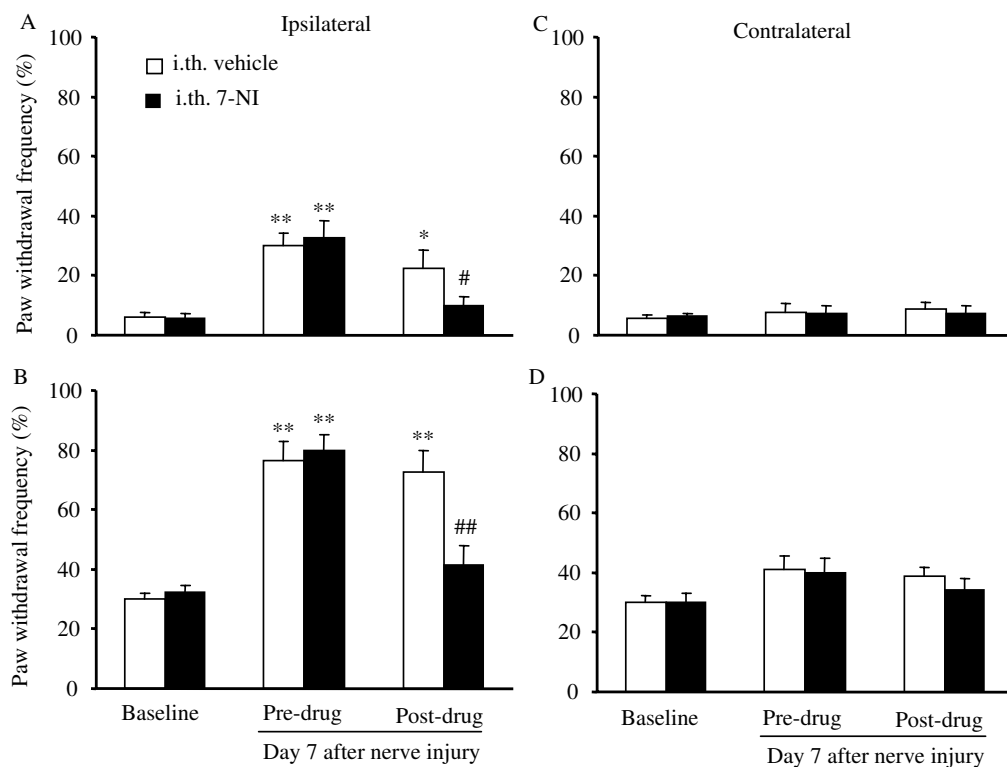 A
Ipsilateral
Paw withdrawal frequency (%)
100
80
60
40
20
0
i.th. vehicle
i.th. 7-NI
**
**
*
#
C
Contralateral
Paw withdrawal frequency (%)
100
80
60
40
20
0
B
Paw withdrawal frequency (%)
100
80
60
40
20
0
**
**
**
##
Baseline
Pre-drug
Post-drug
Day 7 after nerve injury
D
100
80
60
40
20
0
Baseline
Pre-drug
Post-drug
Day 7 after nerve injury